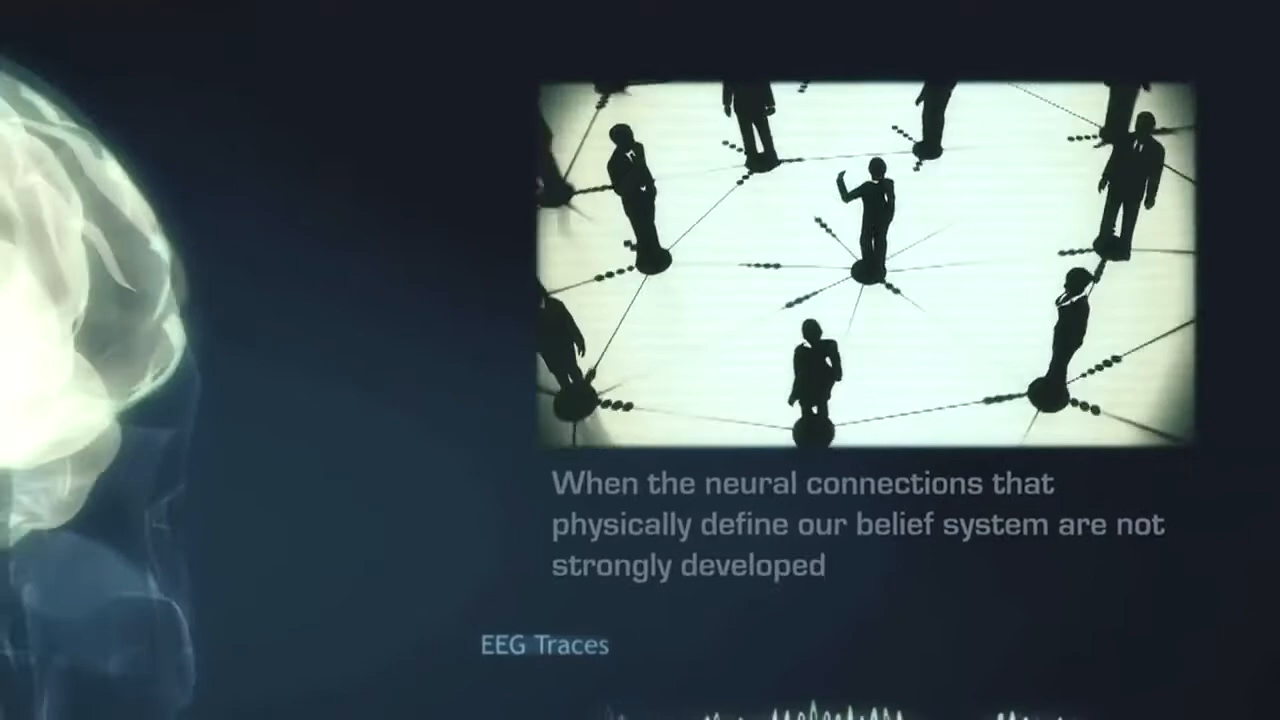 When the neural connections that
physically define our belief system are not
strongly developed
EEG Traces